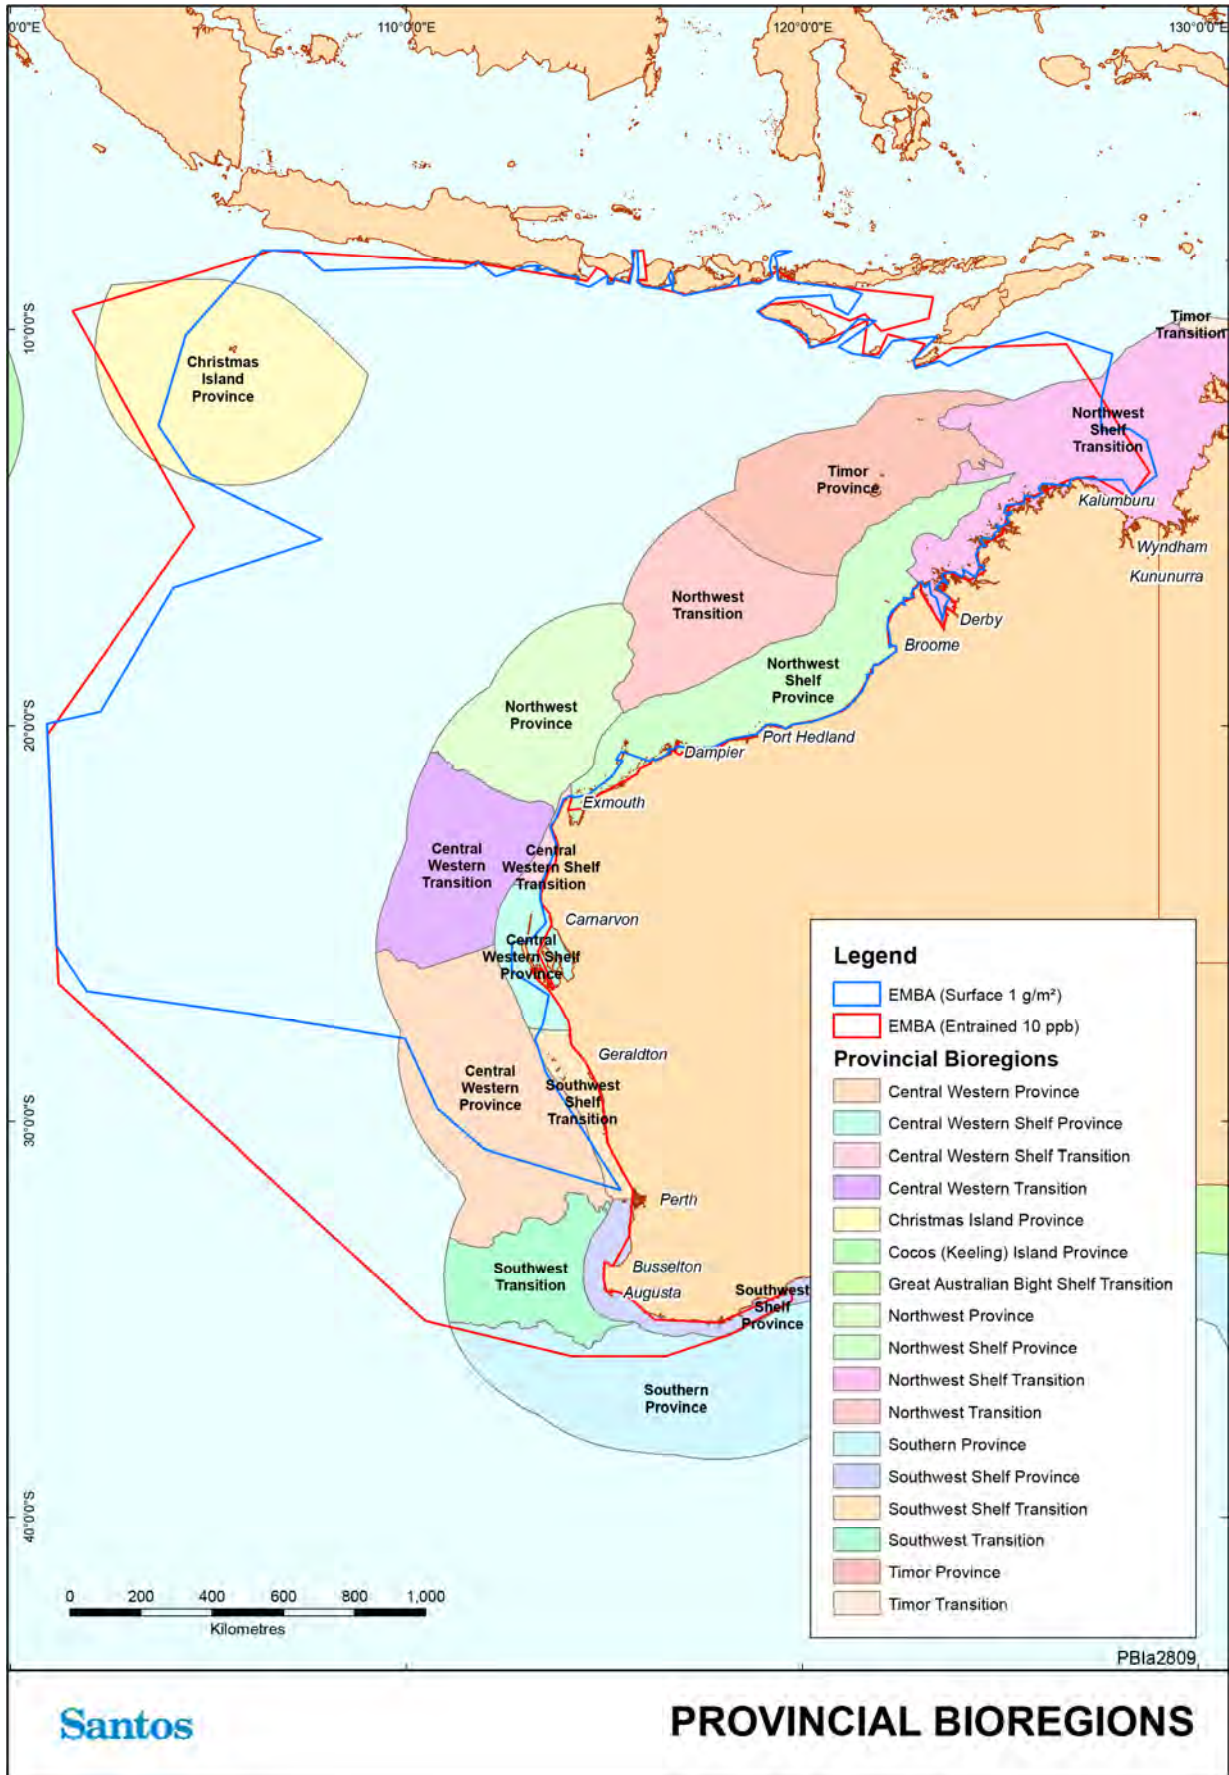 0'0"E
110°0'0"E
120°0'0"E
130°0'0"E
10°0'0"S
20°0'0"S
30°0'0"S
40°0'0"S
Christmas
Island
Province
Timor
Transition
Northwest
Shelf
Transition
Timor
Province
Kalumburu
Wyndham
Kununurra
Northwest
Transition
Derby
Broome
Northwest
Shelf
Province
Northwest
Province
Port Hedland
Dampier
Exmouth
Central
Western
Transition
Central
Western Shelf
Transition
Carnarvon
Central
Western Shelf
Province
Geraldton
Central
Western
Province
Southwest
Shelf
Transition
Perth
Southwest
Transition
Busselton
Augusta
Southwest
Shelf
Province
Southern
Province
Legend
EMBA (Surface 1 g/m²)
EMBA (Entrained 10 ppb)
Provincial Bioregions
Central Western Province
Central Western Shelf Province
Central Western Shelf Transition
Central Western Transition
Christmas Island Province
Cocos (Keeling) Island Province
Great Australian Bight Shelf Transition
Northwest Province
Northwest Shelf Province
Northwest Shelf Transition
Northwest Transition
Southern Province
Southwest Shelf Province
Southwest Shelf Transition
Southwest Transition
Timor Province
Timor Transition
0 200 400 600 800 1,000
Kilometres
PBIa2809
Santos
PROVINCIAL BIOREGIONS